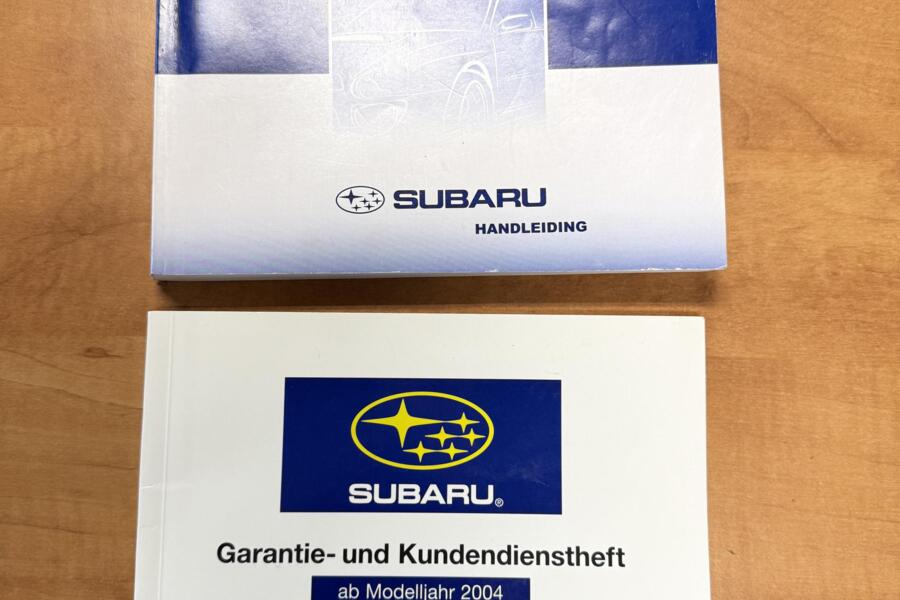 SUBARU
HANDLEIDING
SUBARU®
Garantie- und Kundendienstheft
ab Modelljahr 2004